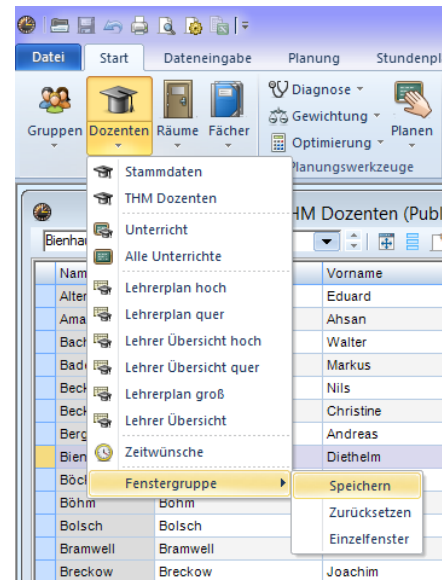 Datei Start Dateneingabe Planung Stundenpl
Gruppen Dozenten Räume Fächer
Diagnose
Gewichtung
Optimierung
Planen
Planungswerkzeuge
Stammdaten
THM Dozenten
Unterricht
Alle Unterrichte
Lehrerplan hoch
Lehrerplan quer
Lehrer Übersicht hoch
Lehrer Übersicht quer
Lehrerplan groß
Lehrer Übersicht
Zeitwünsche
Fenstergruppe
Speichern
Zurücksetzen
Einzelfenster
HM Dozenten (Publ
Bienha
Nam Vorname
Alter Eduard
Ama Ahsan
Bach Walter
Bade Markus
Beck Nils
Beck Christine
Berg Andreas
Bien Diethelm
Böcl
Böhm Böhm
Bolsch Bolsch
Bramwell Bramwell
Breckow Breckow Joachim